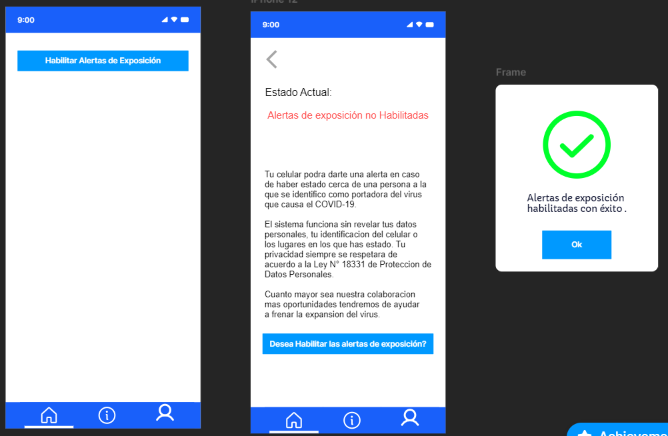 iPhone 12
9:00
Habilitar Alertas de Exposición
9:00
Estado Actual:
Alertas de exposición no Habilitadas
Tu celular podra darte una alerta en caso
de haber estado cerca de una persona a la
que se identifico como portadora del virus
que causa el COVID-19.
El sistema funciona sin revelar tus datos
personales, tu identificacion del celular o
los lugares en los que has estado. Tu
privacidad siempre se respetara de
acuerdo a la Ley N° 18331 de Proteccion de
Datos Personales.
Cuanto mayor sea nuestra colaboracion
mas oportunidades tendremos de ayudar
a frenar la expansion del virus.
Desea Habilitar las alertas de exposición?
Frame
Alertas de exposición
habilitadas con éxito .
Ok